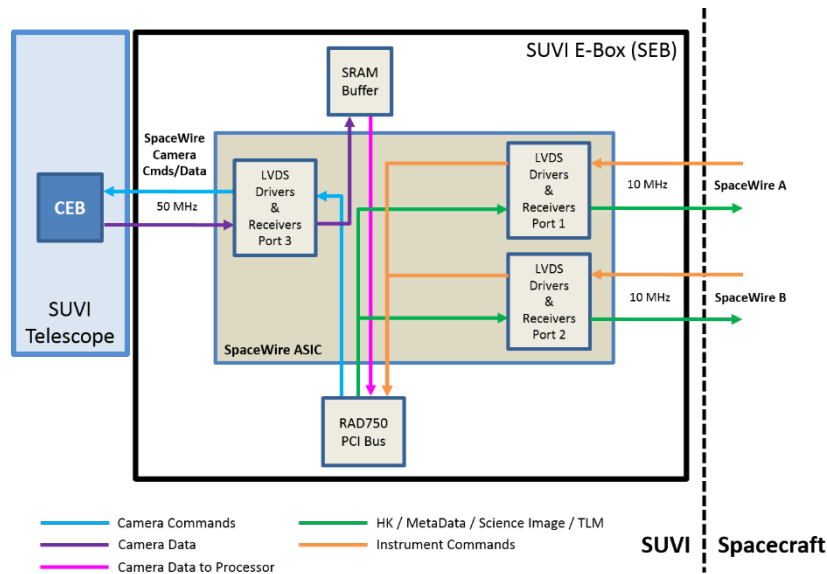 SUVI E-Box (SEB)
SRAM
Buffer
SpaceWire
Camera
Cmds/Data
LVDS
Drivers
&
Receivers
Port 3
LVDS
Drivers
&
Receivers
Port 1
10 MHz
SpaceWire A
CEB
50 MHz
LVDS
Drivers
&
Receivers
Port 2
10 MHz
SpaceWire B
SUVI
Telescope
SpaceWire ASIC
RAD750
PCI Bus
Camera Commands
HK / MetaData / Science Image / TLM
Camera Data
Instrument Commands
Camera Data to Processor
SUVI
Spacecraft